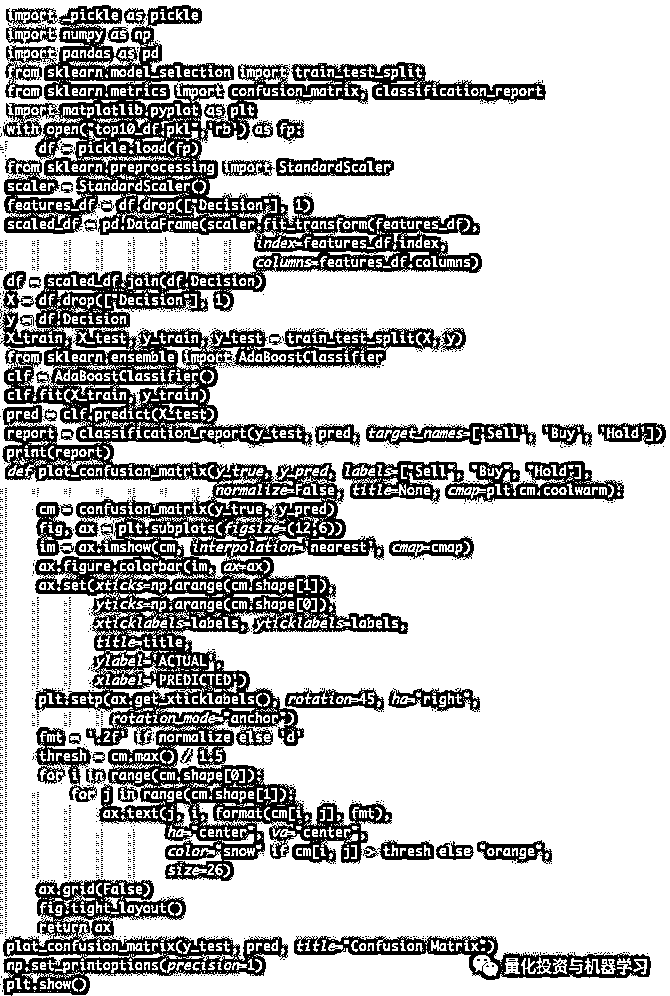 import _pickle as pickle
import numpy as np
import pandas as pd
from sklearn.model_selection import train_test_split
from sklearn.metrics import confusion_matrix, classification_report
import matplotlib.pyplot as plt
with open("top10_df.pkl","rb") as fp:
    df = pickle.load(fp)
from sklearn.preprocessing import StandardScaler
scaler = StandardScaler()
features_df = df.drop(["Decision"], 1)
scaled_df = pd.DataFrame(scaler.fit_transform(features_df),
                               index=features_df.index,
                               columns=features_df.columns)
df = scaled_df.join(df.Decision)
X = df.drop(["Decision"], 1)
y = df.Decision
X_train, X_test, y_train, y_test = train_test_split(X, y)
from sklearn.ensemble import AdaBoostClassifier
clf = AdaBoostClassifier()
clf.fit(X_train, y_train)
pred = clf.predict(X_test)
report = classification_report(y_test, pred, target_names=['Sell', 'Buy', 'Hold'])
print(report)
def plot_confusion_matrix(y_true, y_pred, labels=["Sell", "Buy", "Hold"],
                          normalize=False, title=None, cmap=plt.cm.coolwarm):
    cm = confusion_matrix(y_true, y_pred)
    fig, ax = plt.subplots(figsize=(12,6))
    im = ax.imshow(cm, interpolation='nearest', cmap=cmap)
    ax.figure.colorbar(im, ax=ax)
    ax.set(xticks=np.arange(cm.shape[1]),
           yticks=np.arange(cm.shape[0]),
           xticklabels=labels, yticklabels=labels,
           title=title,
           ylabel='ACTUAL',
           xlabel='PREDICTED')
    plt.setp(ax.get_xticklabels(), rotation=45, ha="right",
             rotation_mode="anchor")
    fmt = '.2f' if normalize else 'd'
    thresh = cm.max() // 1.5
    for i in range(cm.shape[0]):
        for j in range(cm.shape[1]):
            ax.text(j, i, format(cm[i, j], fmt),
                    ha="center", va="center",
                    color="snow" if cm[i, j] > thresh else "orange",
                    size=26)
    ax.grid(False)
    fig.tight_layout()
    return ax
plot_confusion_matrix(y_test, pred, title="Confusion Matrix")
np.set_printoptions(precision=1)
plt.show()
量化投资与机器学习